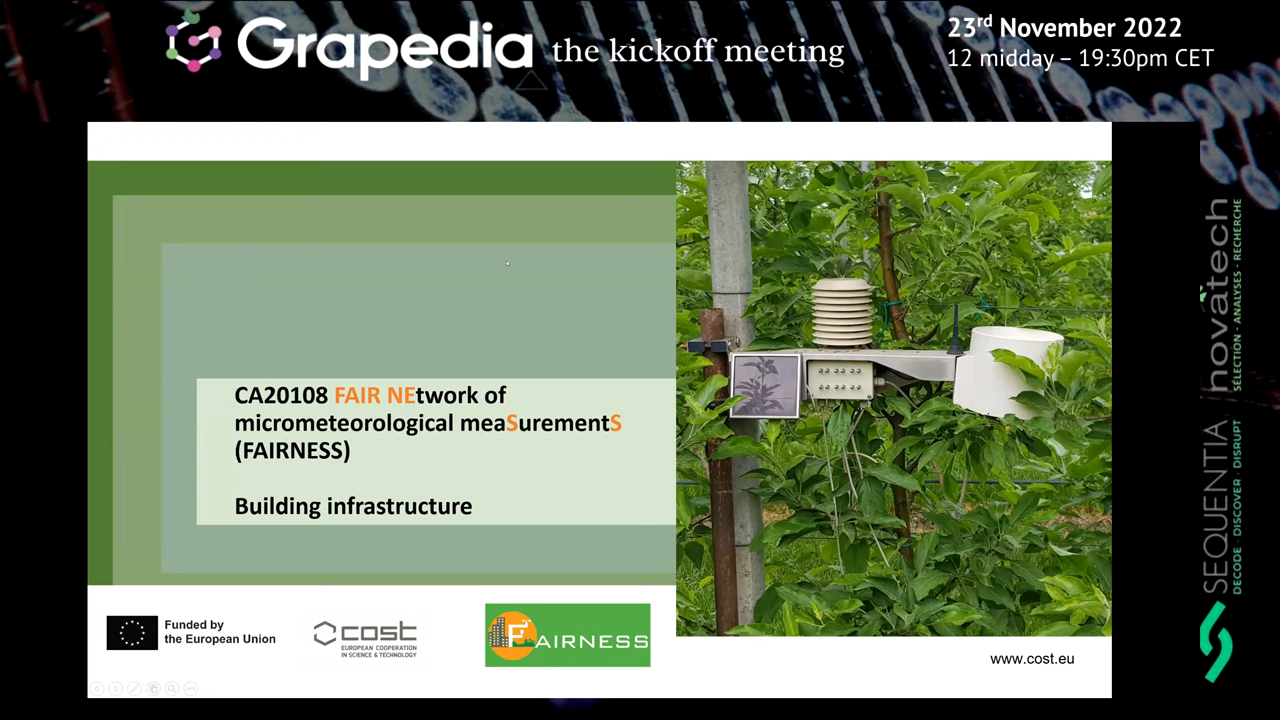 Grapedia the kickoff meeting
23rd November 2022
12 midday – 19:30pm CET
CA20108 FAIR NEtwork of
micrometeorological meaSurementS
(FAIRNESS)
Building infrastructure
Funded by
the European Union
cost
EUROPEAN COOPERATION
IN SCIENCE & TECHNOLOGY
FAIRNESS
www.cost.eu
novatech
SÉLECTION - ANALYSES - RECHERCHE
SEQUENTIA
DECODE · DISCOVER · DISRUPT